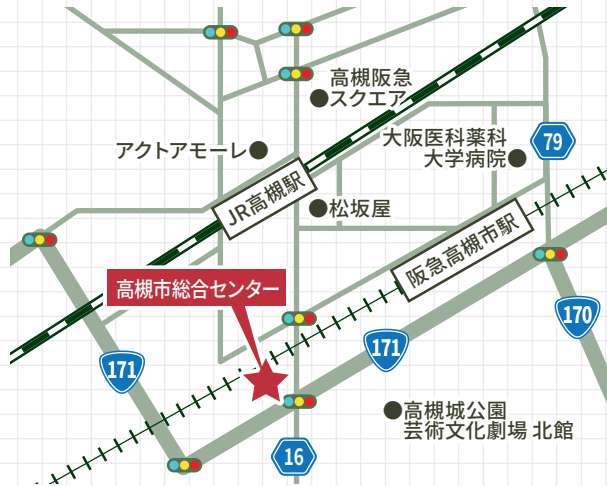 高槻阪急
スクエア
アクトアモーレ
大阪医科薬科
大学病院
79
JR高槻駅
松坂屋
阪急高槻市駅
高槻市総合センター
170
171
171
高槻城公園
芸術文化劇場 北館
16